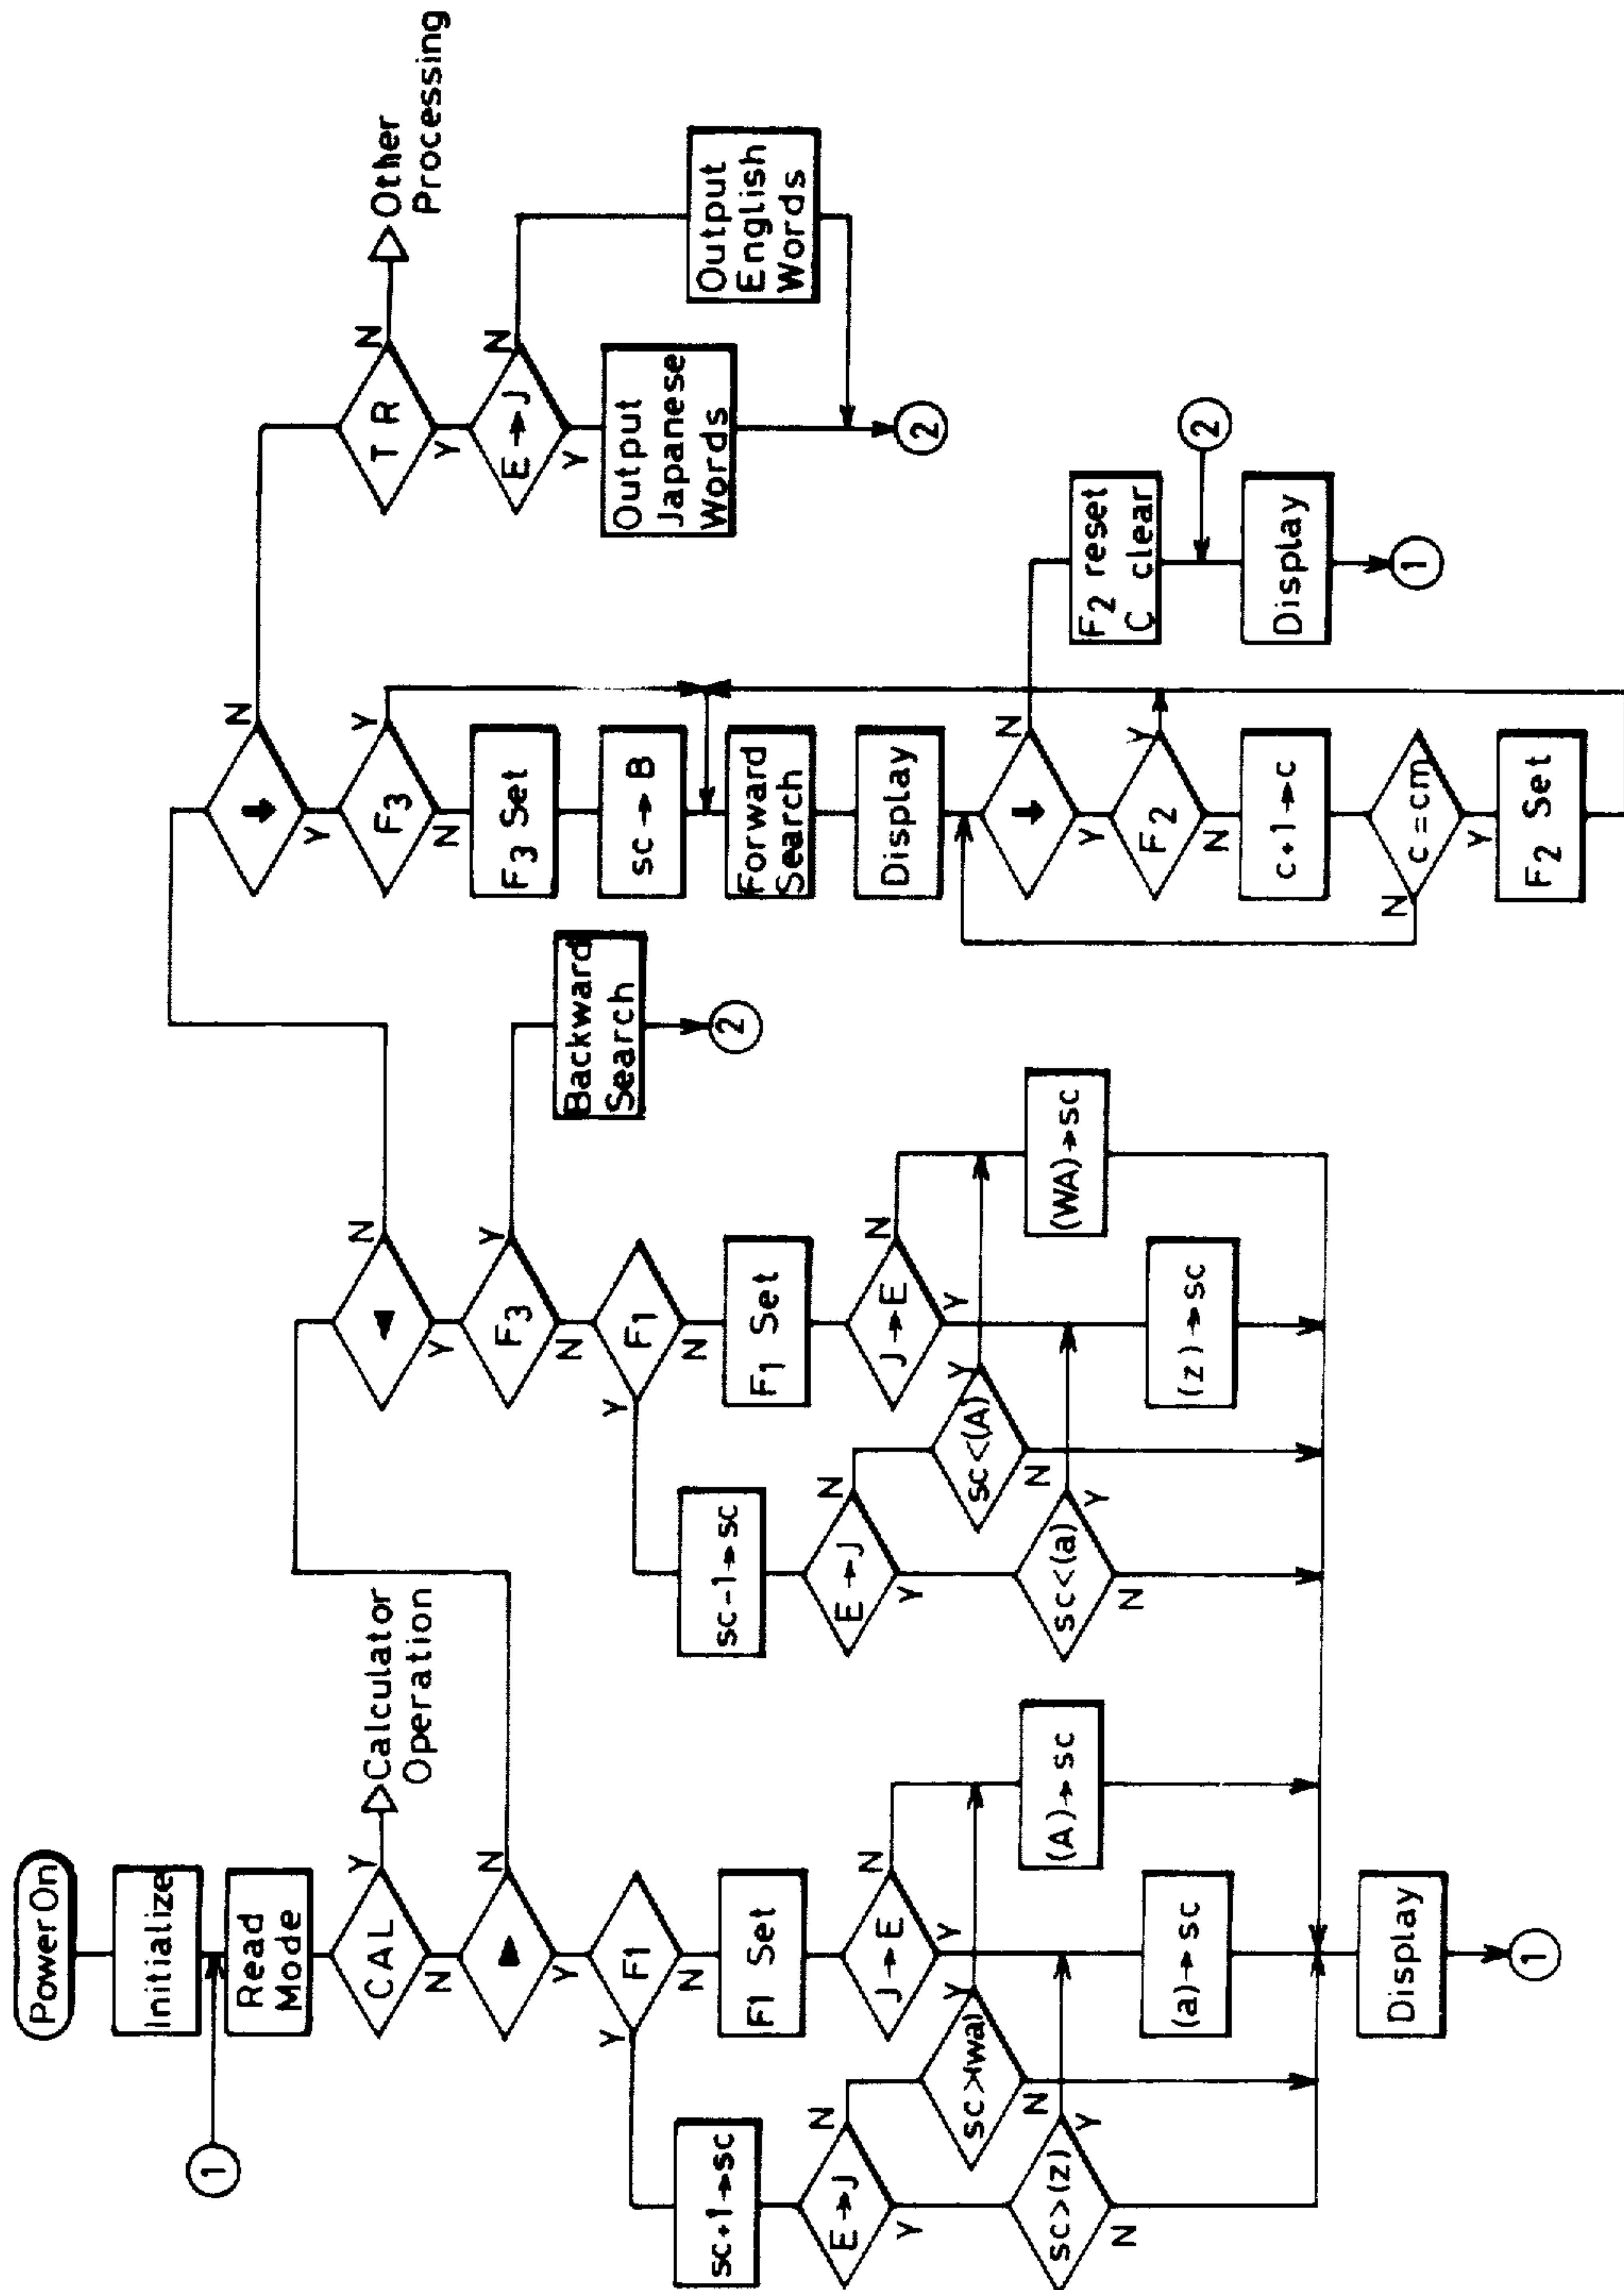 Power On
Initialize
1
Read
Mode
CAL
Y
Calculator
Operation
N
▲
N
Y
F1
Y
N
sc+1→sc
F1 Set
E→J
N
Y
J→E
N
Y
sc>(wa)
Y
N
sc>(z)
Y
N
(A)→sc
(a)→sc
Display
1
▼
N
Y
F3
Y
N
Backward
Search
2
F1
Y
N
sc-1→sc
F1 Set
E→J
N
Y
J→E
N
Y
sc<(A)
Y
N
sc<(a)
Y
N
(WA)→sc
(z)→sc
↓
N
Y
F3
Y
N
F3 Set
sc→B
Forward
Search
Display
↓
N
Y
F2
Y
N
c+1→c
c=cm
N
Y
F2 Set
F2 reset
C clear
2
Display
1
TR
N
Other
Processing
Y
E→J
N
Y
Output
Japanese
Words
Output
English
Words
2